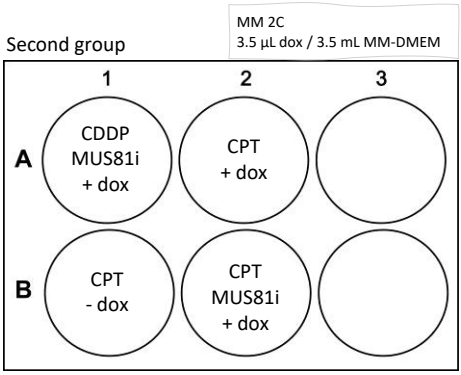 MM 2C
3.5 µL dox / 3.5 mL MM-DMEM
Second group
1 2 3
A
CDDP
MUS81i
+ dox
CPT
+ dox
B
CPT
- dox
CPT
MUS81i
+ dox